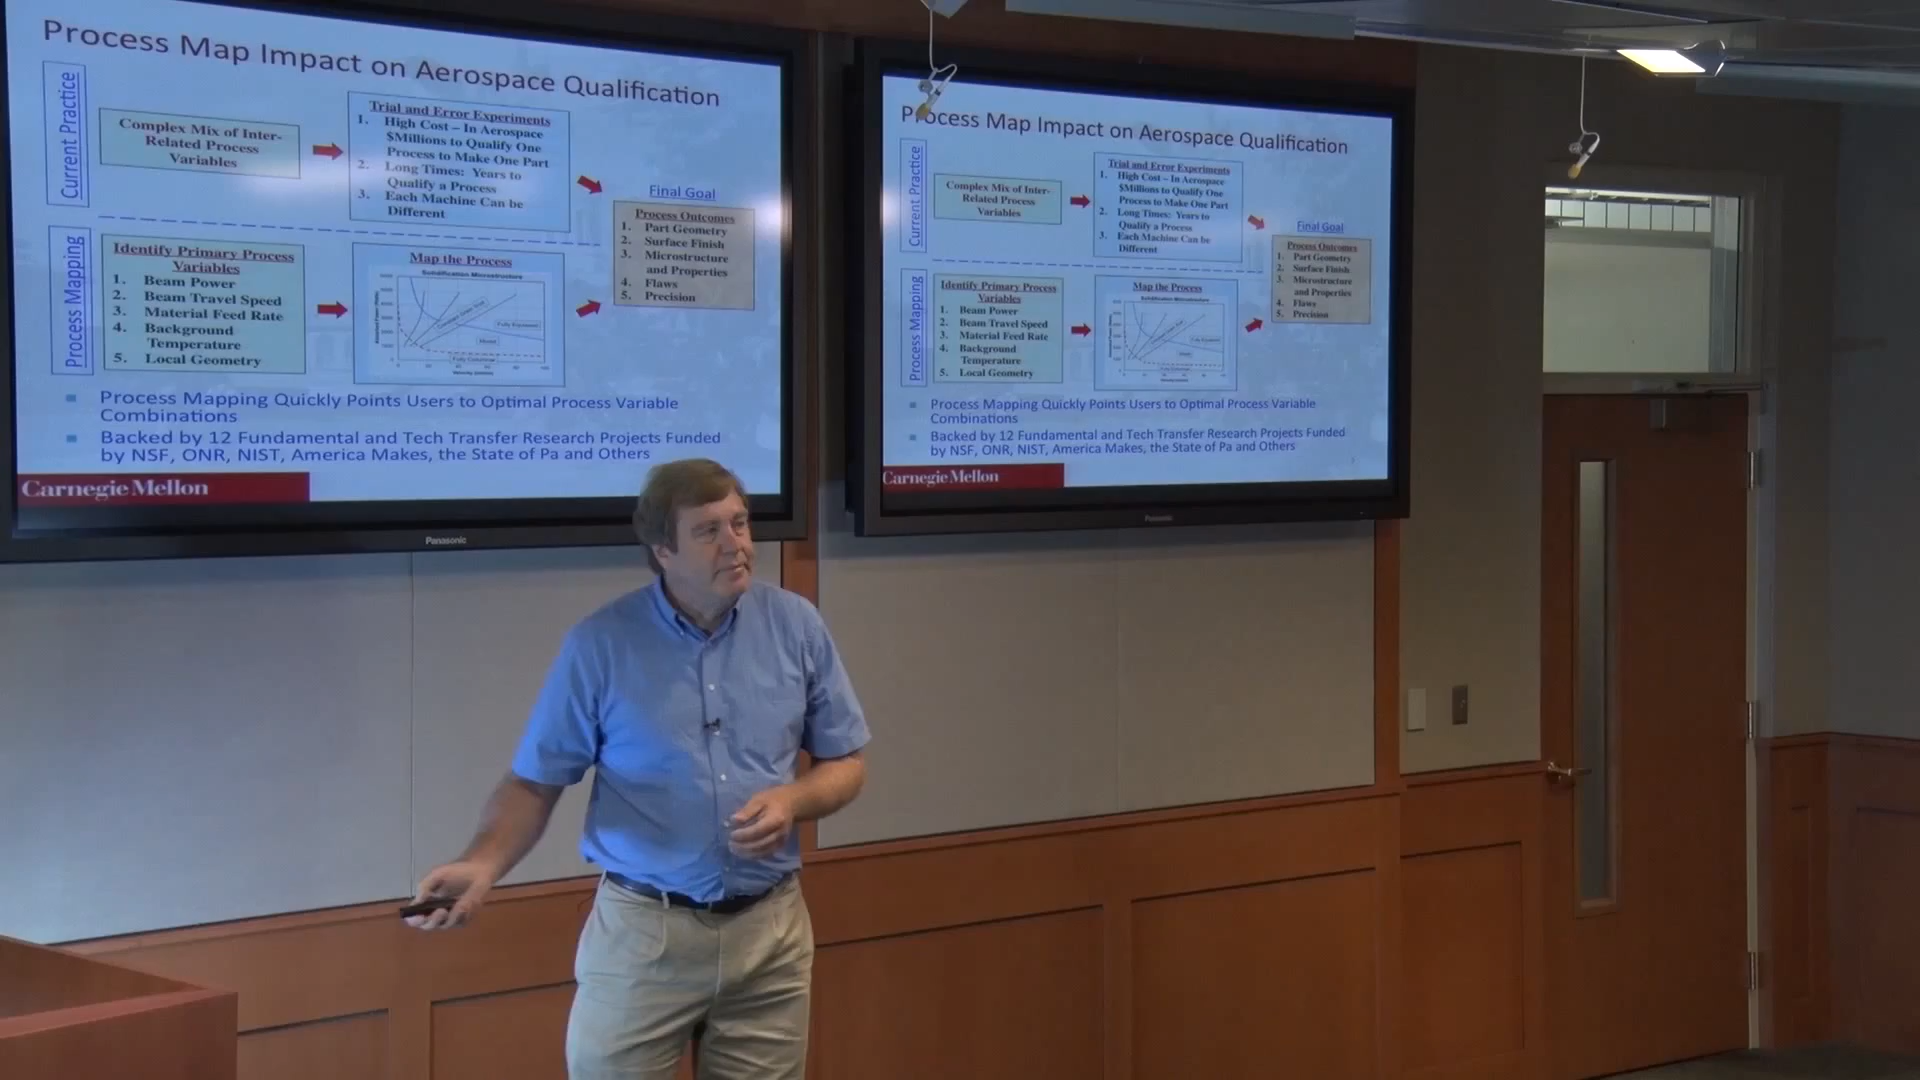 Process Map Impact on Aerospace Qualification
Current Practice
Complex Mix of Inter-
Related Process
Variables
Trial and Error Experiments
1. High Cost – In Aerospace
$Millions to Qualify One
Process to Make One Part
2. Long Times: Years to
Qualify a Process
3. Each Machine Can be
Different
Final Goal
Process Outcomes
1. Part Geometry
2. Surface Finish
3. Microstructure
and Properties
4. Flaws
5. Precision
Process Mapping
Identify Primary Process
Variables
1. Beam Power
2. Beam Travel Speed
3. Material Feed Rate
4. Background
Temperature
5. Local Geometry
Map the Process
Solidification Microstructure
Fully Equiaxed
Mixed
Fully Columnar
Process Mapping Quickly Points Users to Optimal Process Variable
Combinations
Backed by 12 Fundamental and Tech Transfer Research Projects Funded
by NSF, ONR, NIST, America Makes, the State of Pa and Others
Carnegie Mellon
Panasonic
Process Map Impact on Aerospace Qualification
Current Practice
Complex Mix of Inter-
Related Process
Variables
Trial and Error Experiments
1. High Cost – In Aerospace
$Millions to Qualify One
Process to Make One Part
2. Long Times: Years to
Qualify a Process
3. Each Machine Can be
Different
Final Goal
Process Outcomes
1. Part Geometry
2. Surface Finish
3. Microstructure
and Properties
4. Flaws
5. Precision
Process Mapping
Identify Primary Process
Variables
1. Beam Power
2. Beam Travel Speed
3. Material Feed Rate
4. Background
Temperature
5. Local Geometry
Map the Process
Solidification Microstructure
Process Mapping Quickly Points Users to Optimal Process Variable
Combinations
Backed by 12 Fundamental and Tech Transfer Research Projects Funded
by NSF, ONR, NIST, America Makes, the State of Pa and Others
Carnegie Mellon
Panasonic